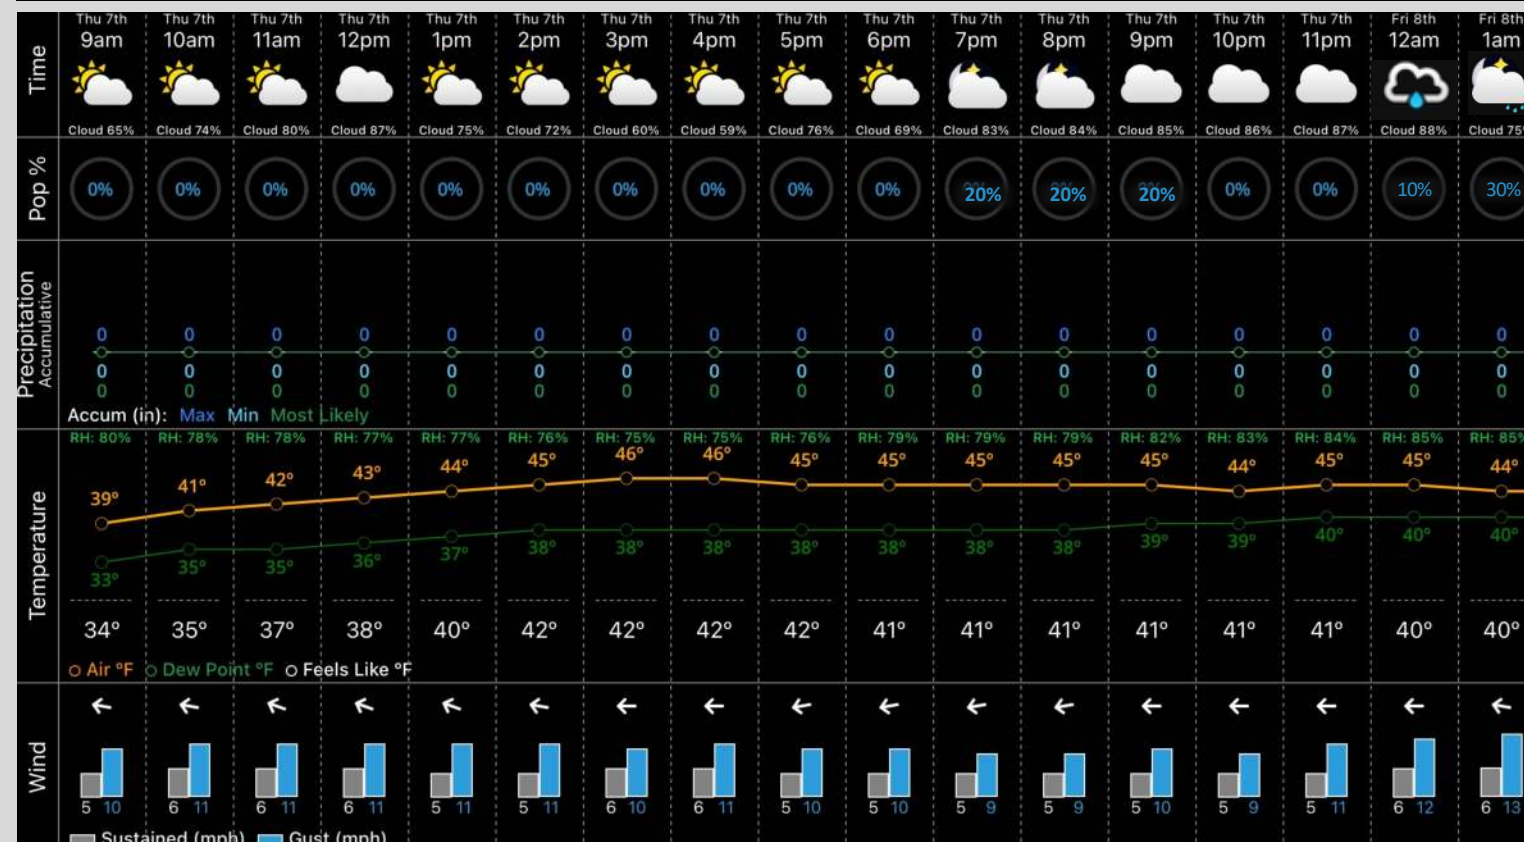 Thu 7th Thu 7th Thu 7th Thu 7th Thu 7th Thu 7th Thu 7th Thu 7th Thu 7th Thu 7th Thu 7th Thu 7th Thu 7th Thu 7th Thu 7th Fri 8th Fri 8th
Time
9am 10am 11am 12pm 1pm 2pm 3pm 4pm 5pm 6pm 7pm 8pm 9pm 10pm 11pm 12am 1am
Cloud 65% Cloud 74% Cloud 80% Cloud 87% Cloud 75% Cloud 72% Cloud 60% Cloud 59% Cloud 76% Cloud 69% Cloud 83% Cloud 84% Cloud 85% Cloud 86% Cloud 87% Cloud 88% Cloud 75%
Pop %
0% 0% 0% 0% 0% 0% 0% 0% 0% 0% 20% 20% 20% 0% 0% 10% 30%
Precipitation
Accumulative
0 0 0 0 0 0 0 0 0 0 0 0 0 0 0 0 0
0 0 0 0 0 0 0 0 0 0 0 0 0 0 0 0 0
0 0 0 0 0 0 0 0 0 0 0 0 0 0 0 0 0
Accum (in): Max Min Most Likely
Temperature
RH: 80% RH: 78% RH: 78% RH: 77% RH: 77% RH: 76% RH: 75% RH: 75% RH: 76% RH: 79% RH: 79% RH: 79% RH: 82% RH: 83% RH: 84% RH: 85% RH: 85%
39° 41° 42° 43° 44° 45° 46° 46° 45° 45° 45° 45° 45° 44° 45° 45° 44°
33° 35° 35° 36° 37° 38° 38° 38° 38° 38° 38° 38° 39° 39° 40° 40° 40°
34° 35° 37° 38° 40° 42° 42° 42° 42° 41° 41° 41° 41° 41° 41° 40° 40°
Air °F Dew Point °F Feels Like °F
Wind
5 10 6 11 6 11 6 11 5 11 5 11 6 10 6 11 5 10 5 10 5 9 5 9 5 10 5 9 5 11 6 12 6 13
Sustained (mph) Gust (mph)